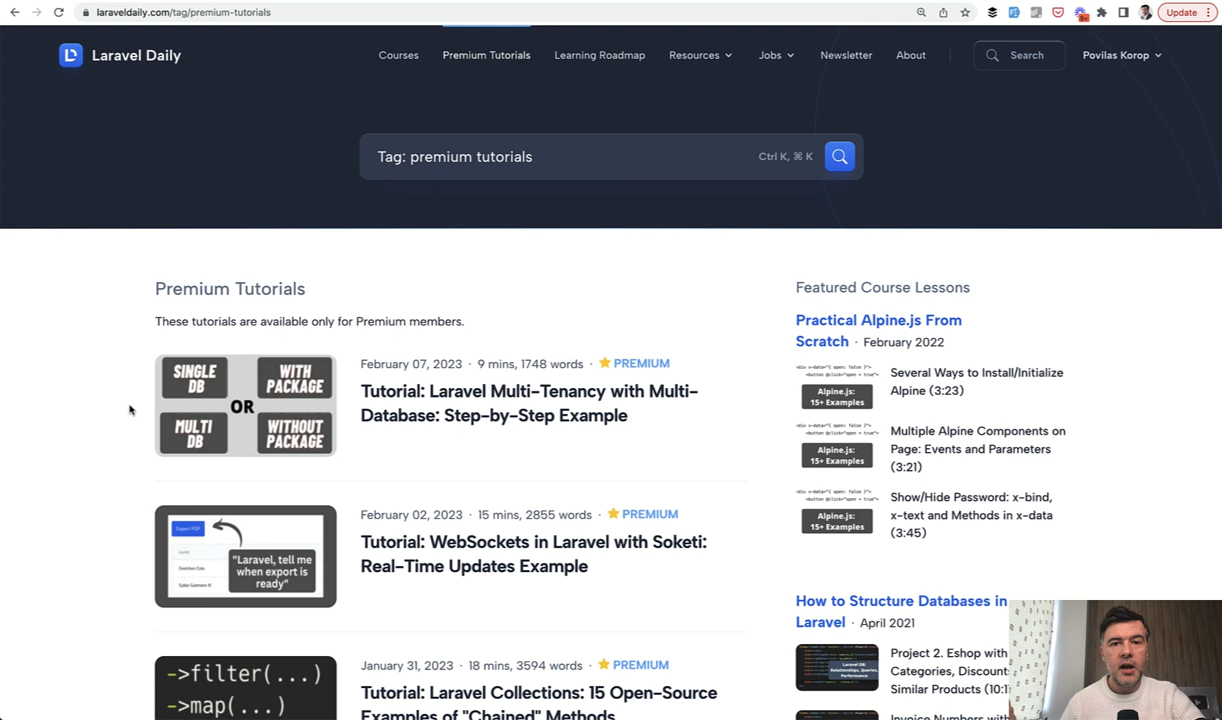 laraveldaily.com/tag/premium-tutorials
Update
Laravel Daily
Courses
Premium Tutorials
Learning Roadmap
Resources
Jobs
Newsletter
About
Search
Povilas Korop
Tag: premium tutorials
Ctrl K, ⌘ K
Premium Tutorials
These tutorials are available only for Premium members.
SINGLE DB
WITH PACKAGE
OR
MULTI DB
WITHOUT PACKAGE
February 07, 2023 · 9 mins, 1748 words · PREMIUM
Tutorial: Laravel Multi-Tenancy with Multi-
Database: Step-by-Step Example
Export PDF
"Laravel, tell me
when export is
ready"
February 02, 2023 · 15 mins, 2855 words · PREMIUM
Tutorial: WebSockets in Laravel with Soketi:
Real-Time Updates Example
->filter(...)
->map(...)
January 31, 2023 · 18 mins, 3594 words · PREMIUM
Tutorial: Laravel Collections: 15 Open-Source
Examples of "Chained" Methods
Featured Course Lessons
Practical Alpine.js From
Scratch · February 2022
Alpine.js:
15+ Examples
Several Ways to Install/Initialize
Alpine (3:23)
Alpine.js:
15+ Examples
Multiple Alpine Components on
Page: Events and Parameters
(3:21)
Alpine.js:
15+ Examples
Show/Hide Password: x-bind,
x-text and Methods in x-data
(3:45)
How to Structure Databases in
Laravel · April 2021
Project 2. Eshop with
Categories, Discount
Similar Products
Invoice Numbers with